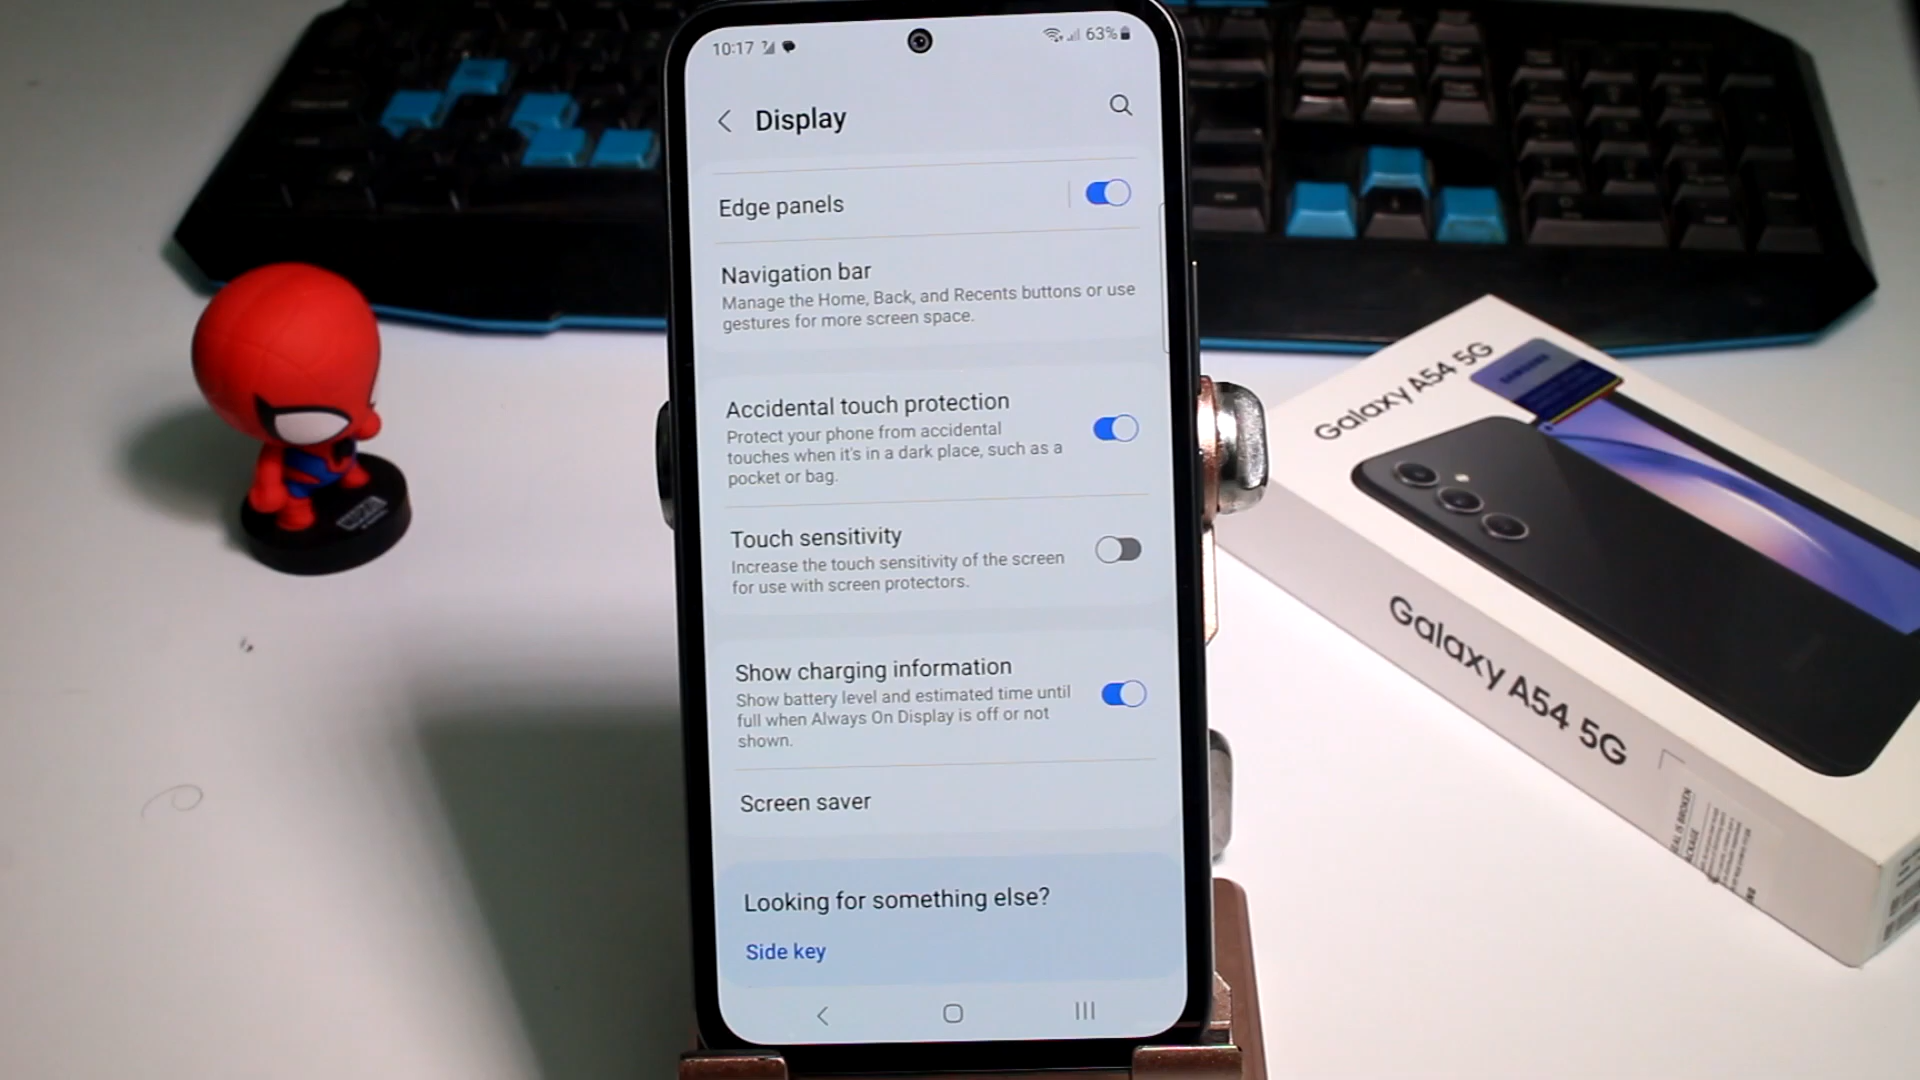 10:17
63%
Display
Edge panels
Navigation bar
Manage the Home, Back, and Recents buttons or use
gestures for more screen space.
Accidental touch protection
Protect your phone from accidental
touches when it's in a dark place, such as a
pocket or bag.
Touch sensitivity
Increase the touch sensitivity of the screen
for use with screen protectors.
Show charging information
Show battery level and estimated time until
full when Always On Display is off or not
shown.
Screen saver
Looking for something else?
Side key
Galaxy A54 5G
Galaxy A54 5G
SAMSUNG